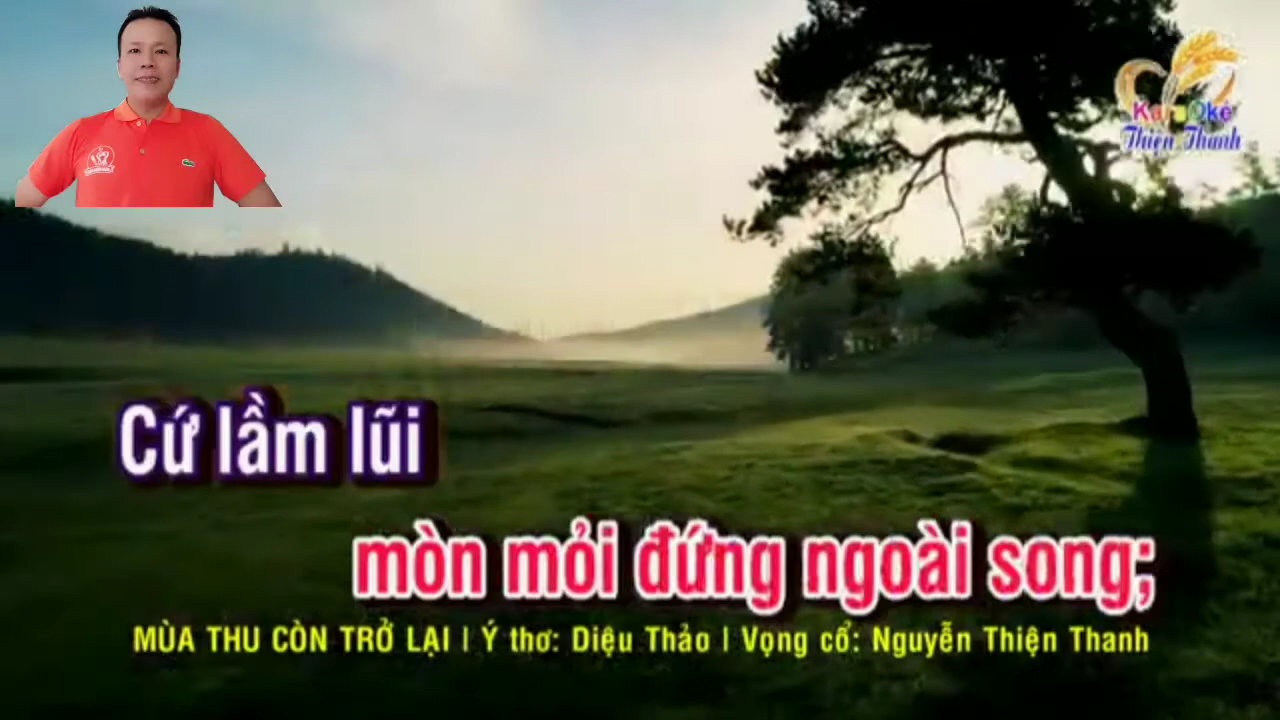 KaraOkê
Thiện Thanh
Cứ lầm lũi
mòn mỏi đứng ngoài song;
MÙA THU CÒN TRỞ LẠI | Ý thơ: Diệu Thảo | Vọng cổ: Nguyễn Thiện Thanh